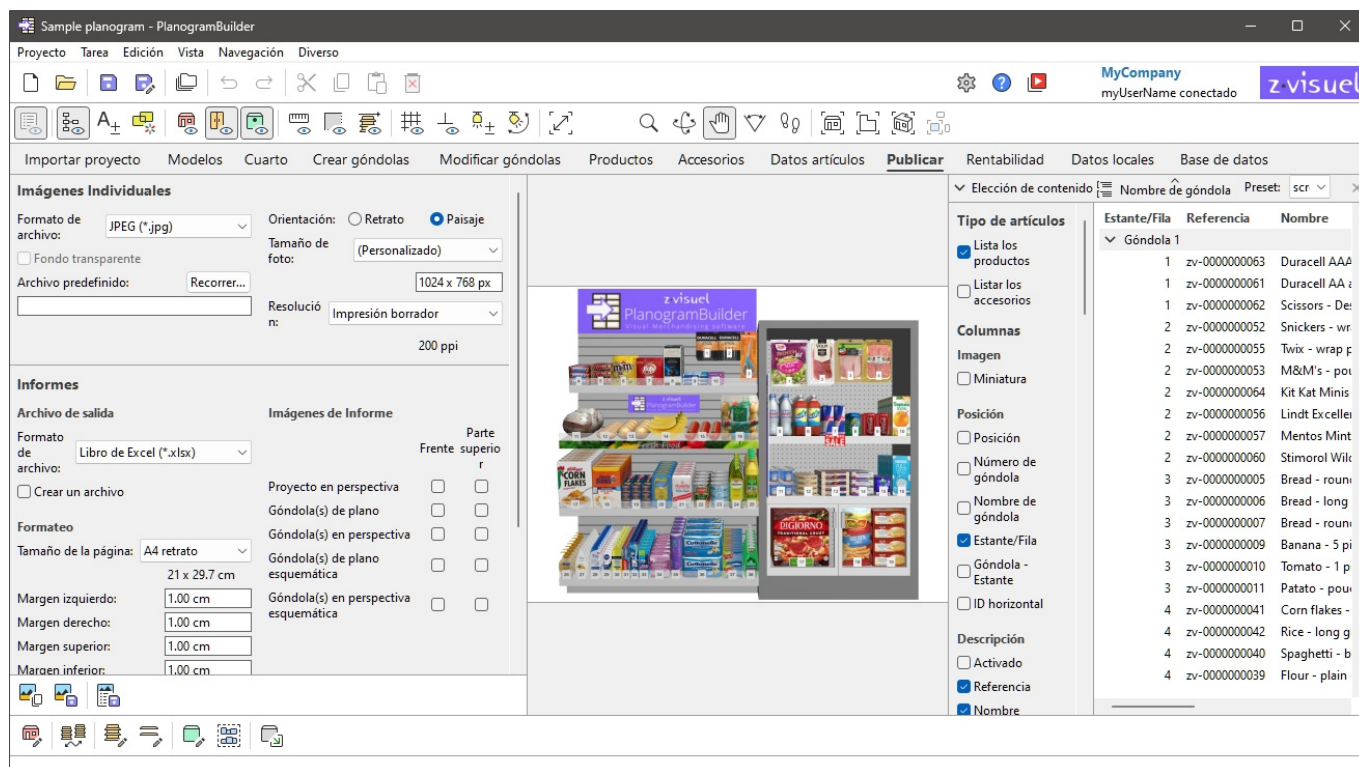 Sample planogram - PlanogramBuilder
Proyecto Tarea Edición Vista Navegación Diverso
MyCompany
myUserName conectado
z·visuel
Importar proyecto Modelos Cuarto Crear góndolas Modificar góndolas Productos Accesorios Datos artículos Publicar Rentabilidad Datos locales Base de datos
Imágenes Individuales
Formato de
archivo:
JPEG (*.jpg)
Fondo transparente
Archivo predefinido:
Recorrer...
Orientación:
Retrato
Paisaje
Tamaño de
foto:
(Personalizado)
1024 x 768 px
Resolució
n:
Impresión borrador
200 ppi
Informes
Archivo de salida
Formato
de
archivo:
Libro de Excel (*.xlsx)
Crear un archivo
Formateo
Tamaño de la página:
A4 retrato
21 x 29.7 cm
Margen izquierdo: 1.00 cm
Margen derecho: 1.00 cm
Margen superior: 1.00 cm
Margen inferior: 1.00 cm
Imágenes de Informe
Frente
Parte
superio
r
Proyecto en perspectiva
Góndola(s) de plano
Góndola(s) en perspectiva
Góndola(s) de plano
esquemática
Góndola(s) en perspectiva
esquemática
z·visuel
PlanogramBuilder
Visual Merchandising software
z·visuel
PlanogramBuilder
CORN
FLAKES
SALE
DIGIORNO
Cottonelle
Elección de contenido
Nombre de góndola
Preset:
scr
Tipo de artículos
Lista los
productos
Listar los
accesorios
Columnas
Imagen
Miniatura
Posición
Posición
Número de
góndola
Nombre de
góndola
Estante/Fila
Góndola -
Estante
ID horizontal
Descripción
Activado
Referencia
Nombre
Estante/Fila Referencia Nombre
Góndola 1
1 zv-0000000063 Duracell AAA
1 zv-0000000061 Duracell AA
1 zv-0000000062 Scissors - De
2 zv-0000000052 Snickers - wr
2 zv-0000000055 Twix - wrap p
2 zv-0000000053 M&M's - pou
2 zv-0000000064 Kit Kat Minis
2 zv-0000000056 Lindt Excelle
2 zv-0000000057 Mentos Mint
2 zv-0000000060 Stimorol Wil
3 zv-0000000005 Bread - roun
3 zv-0000000006 Bread - long
3 zv-0000000007 Bread - roun
3 zv-0000000009 Banana - 5 pi
3 zv-0000000010 Tomato - 1 p
3 zv-0000000011 Patato - pou
4 zv-0000000041 Corn flakes -
4 zv-0000000042 Rice - long g
4 zv-0000000040 Spaghetti - b
4 zv-0000000039 Flour - plain